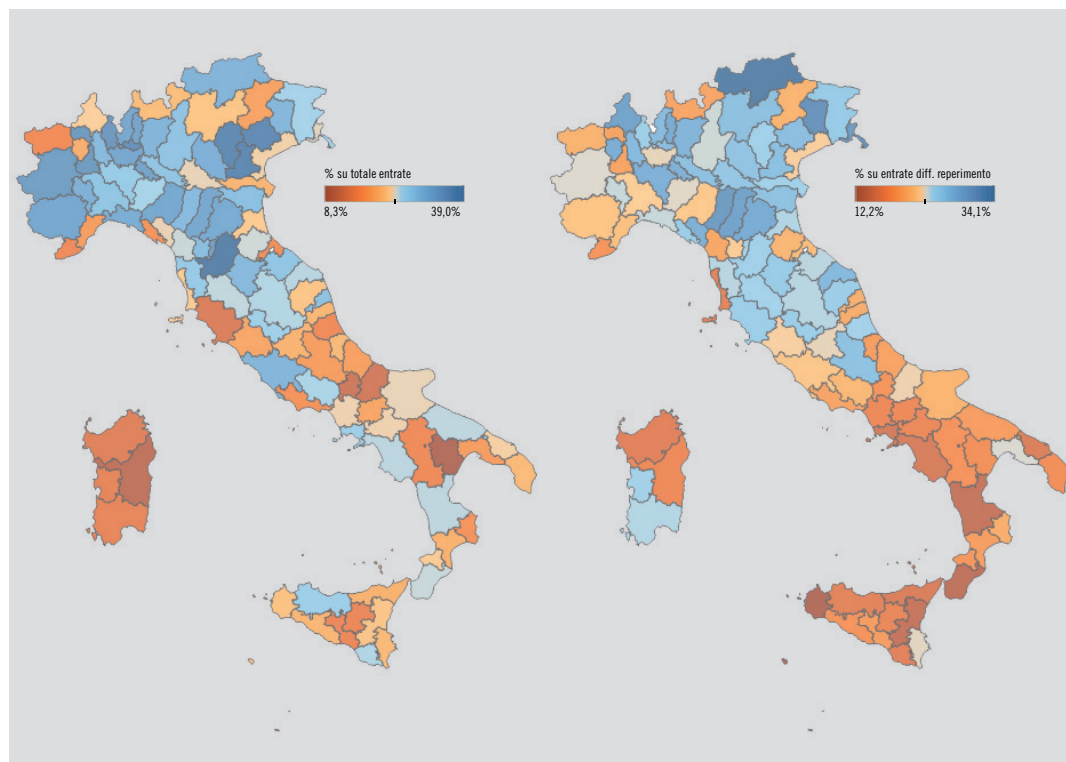 % su totale entrate
8,3% 39,0%
% su entrate diff. reperimento
12,2% 34,1%